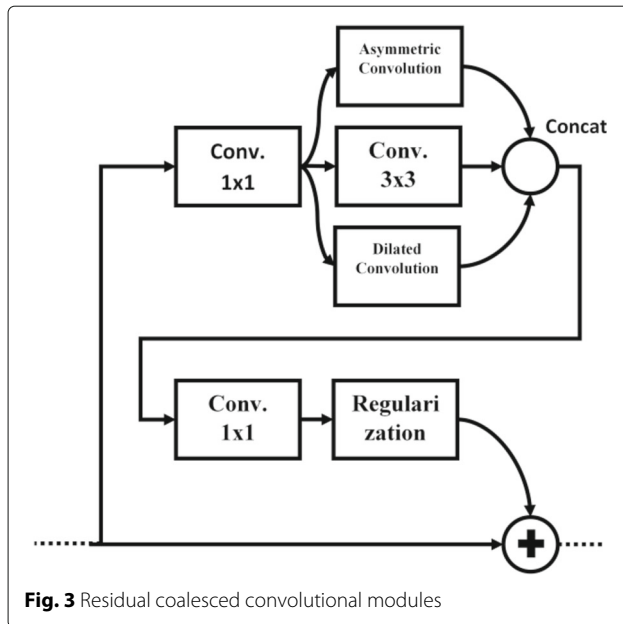 Asymmetric
Convolution
Concat
Conv.
1x1
Conv.
3x3
Dilated
Convolution
Conv.
1x1
Regulari
zation
+
Fig. 3 Residual coalesced convolutional modules